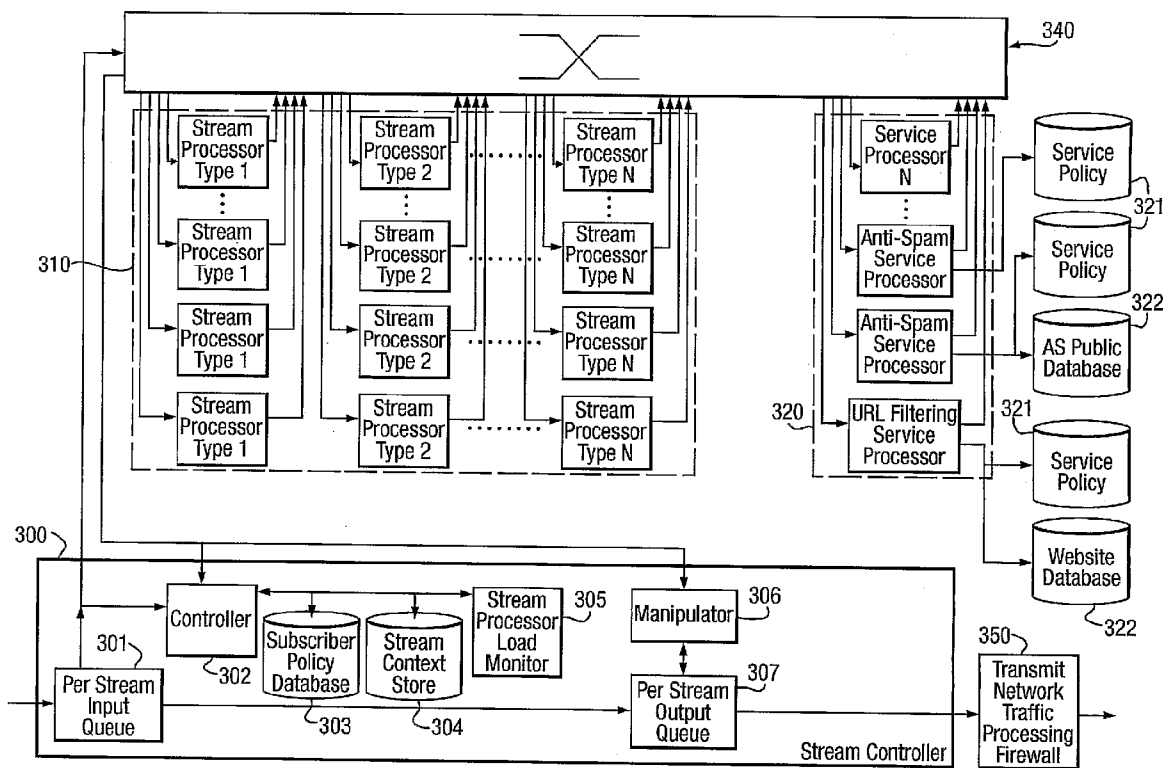 340
Stream
Processor
Type 1
Stream
Processor
Type 2
Stream
Processor
Type N
Service
Processor
N
Service
Policy
321
310
Stream
Processor
Type 1
Stream
Processor
Type 2
Stream
Processor
Type N
Anti-Spam
Service
Processor
Service
Policy
322
Stream
Processor
Type 1
Stream
Processor
Type 2
Stream
Processor
Type N
Anti-Spam
Service
Processor
AS Public
Database
320
Stream
Processor
Type 1
Stream
Processor
Type 2
Stream
Processor
Type N
URL Filtering
Service
Processor
321
Service
Policy
300
Website
Database
322
Controller
302
Subscriber
Policy
Database
303
Stream
Context
Store
304
Stream
Processor
Load
Monitor
305
Manipulator
306
301
Per Stream
Input
Queue
307
Per Stream
Output
Queue
350
Transmit
Network
Traffic
Processing
Firewall
Stream Controller